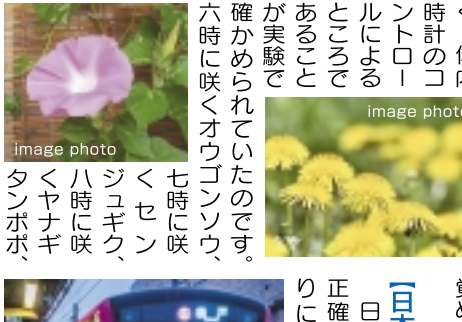 時計のコ
ントロー
ルによる
ところで
あること
が実験で
確かめられていたのです。
六時に咲くオウゴンソウ、
七時に咲
くセン
ジュギク、
八時に咲
くヤナギ
タンポポ、
image photo
image photo
【日本
日
正確
りに